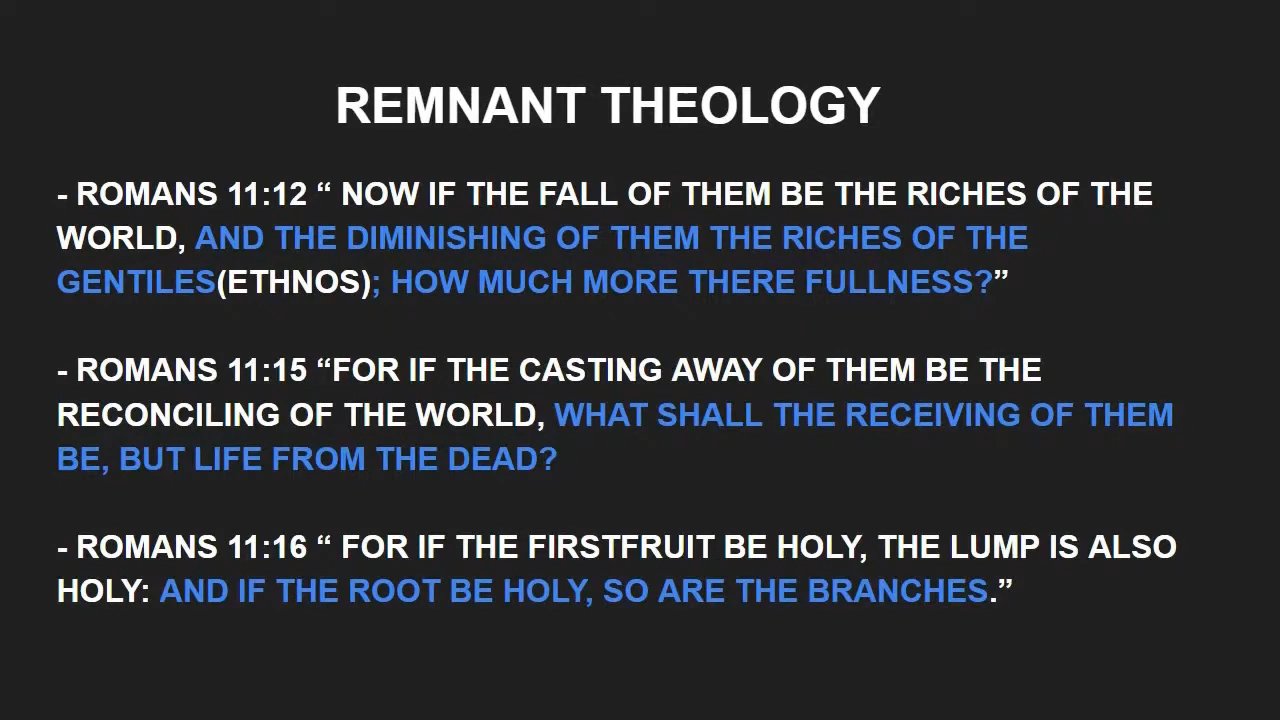 REMNANT THEOLOGY
- ROMANS 11:12 “ NOW IF THE FALL OF THEM BE THE RICHES OF THE
WORLD, AND THE DIMINISHING OF THEM THE RICHES OF THE
GENTILES(ETHNOS); HOW MUCH MORE THERE FULLNESS?”
- ROMANS 11:15 “FOR IF THE CASTING AWAY OF THEM BE THE
RECONCILING OF THE WORLD, WHAT SHALL THE RECEIVING OF THEM
BE, BUT LIFE FROM THE DEAD?
- ROMANS 11:16 “ FOR IF THE FIRSTFRUIT BE HOLY, THE LUMP IS ALSO
HOLY: AND IF THE ROOT BE HOLY, SO ARE THE BRANCHES.”